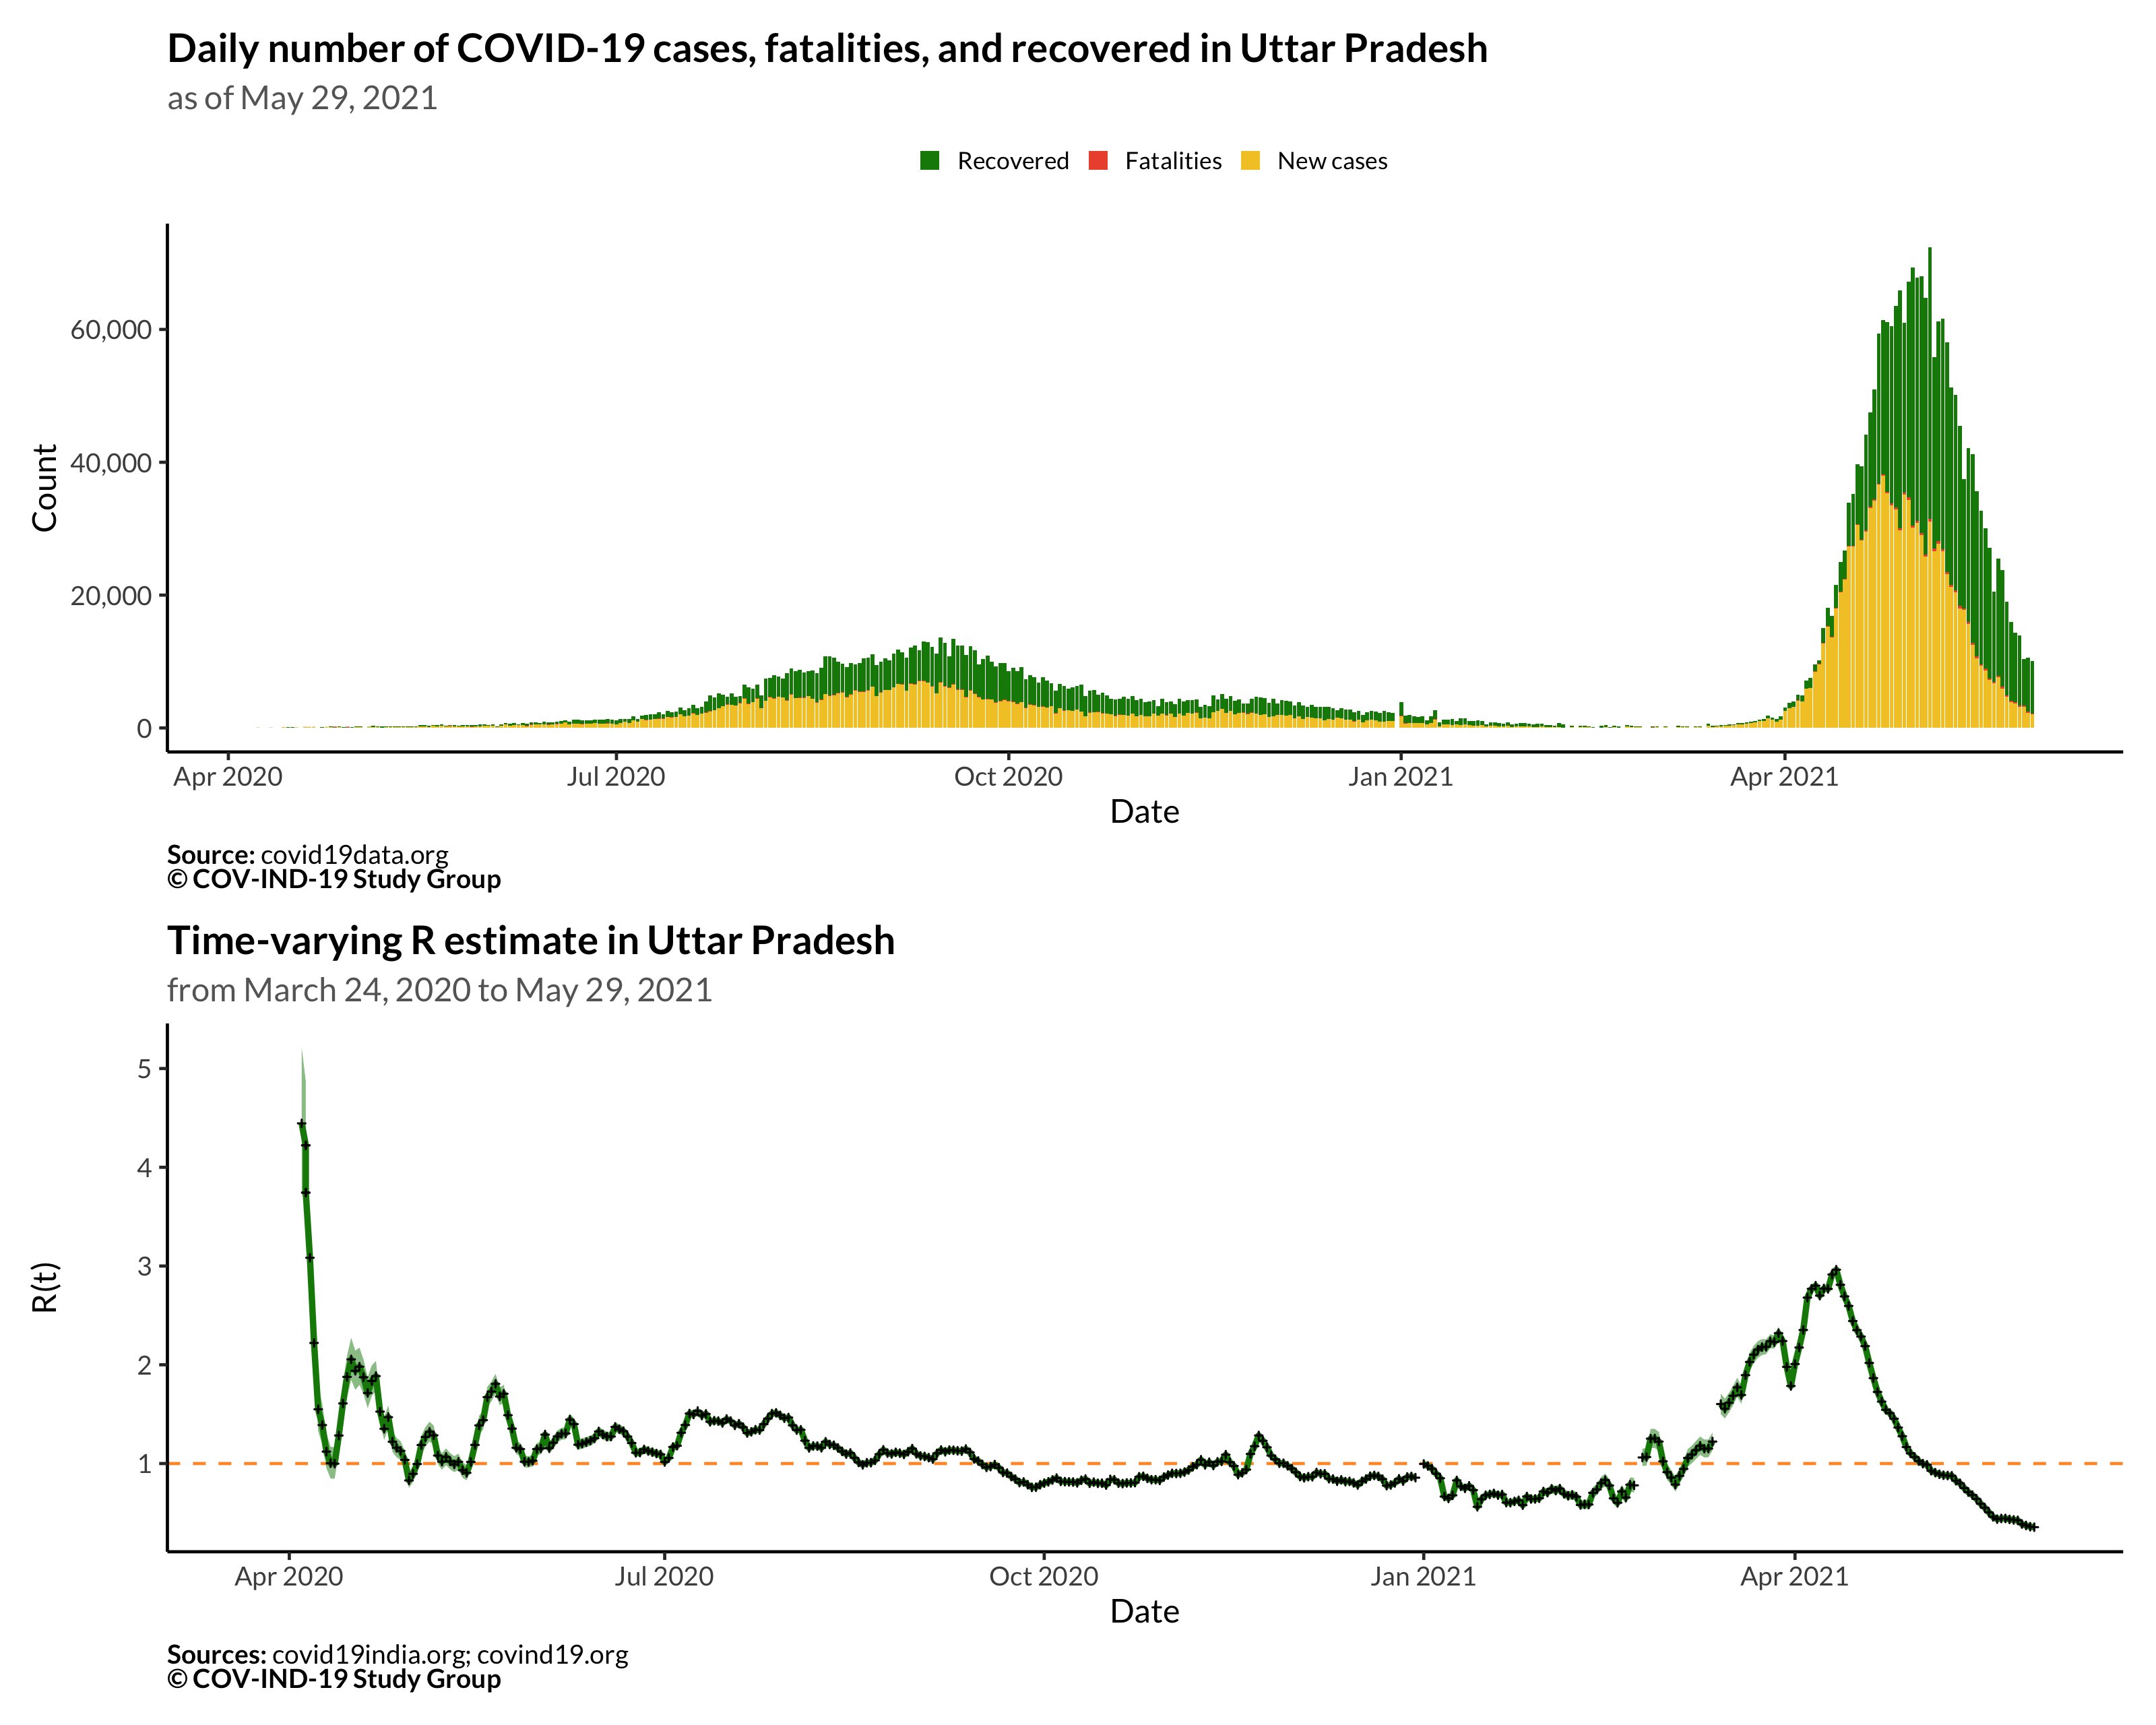 Daily number of COVID-19 cases, fatalities, and recovered in Uttar Pradesh
as of May 29, 2021
Recovered Fatalities New cases
Count
60,000
40,000
20,000
0
Apr 2020 Jul 2020 Oct 2020 Jan 2021 Apr 2021
Date
Source: covid19data.org
© COV-IND-19 Study Group
Time-varying R estimate in Uttar Pradesh
from March 24, 2020 to May 29, 2021
R(t)
5
4
3
2
1
Apr 2020 Jul 2020 Oct 2020 Jan 2021 Apr 2021
Date
Sources: covid19india.org; covind19.org
© COV-IND-19 Study Group